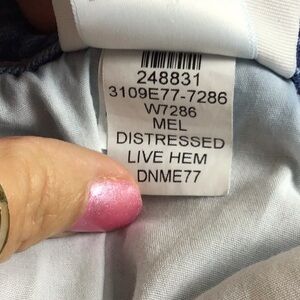 248831
3109E77-7286
W7286
MEL
DISTRESSED
LIVE HEM
DNME77